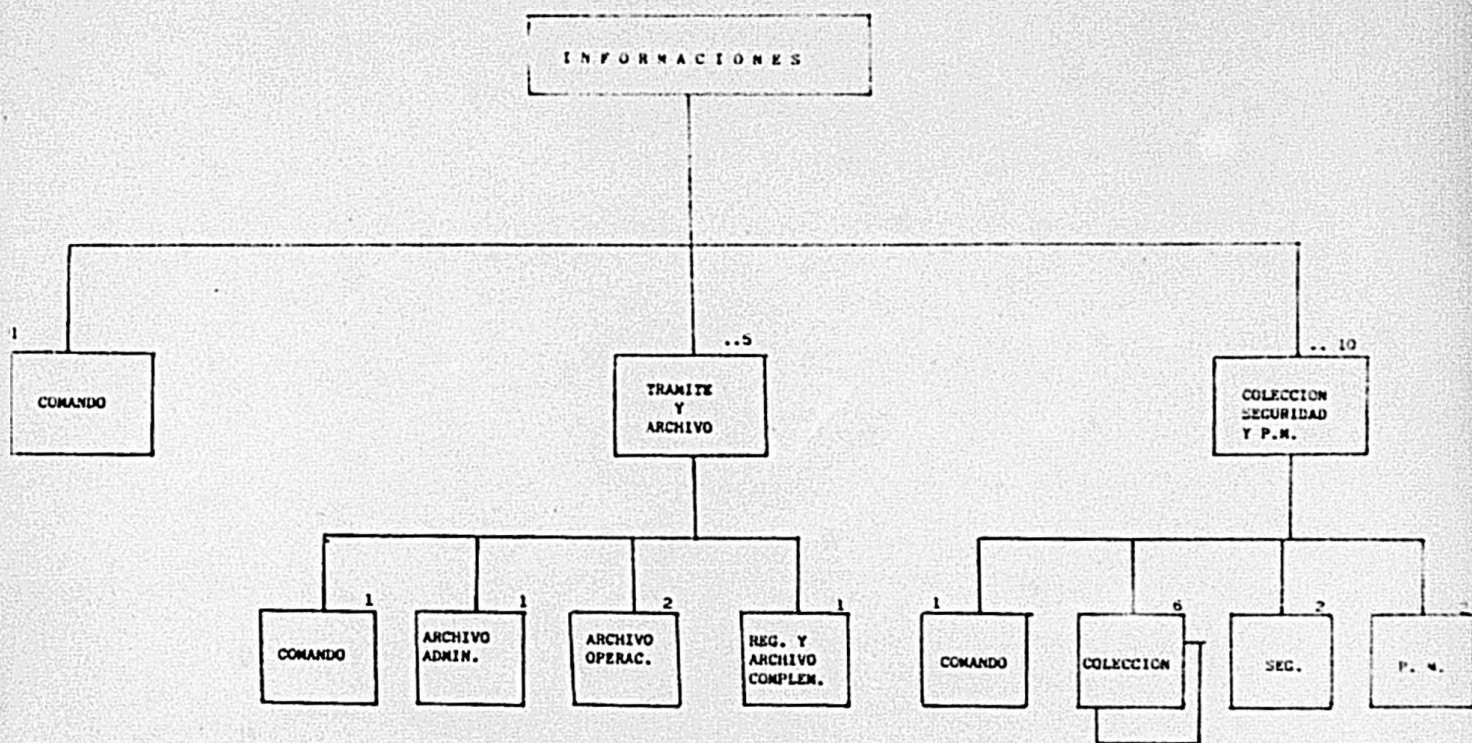 INFORMACIONES
1
COMANDO
..5
TRAMITE
Y
ARCHIVO
.. 10
COLECCION
SEGURIDAD
Y P.M.
1
COMANDO
1
ARCHIVO
ADMIN.
2
ARCHIVO
OPERAC.
1
REG. Y
ARCHIVO
COMPLEM.
1
COMANDO
6
COLECCION
2
SEG.
P. M.